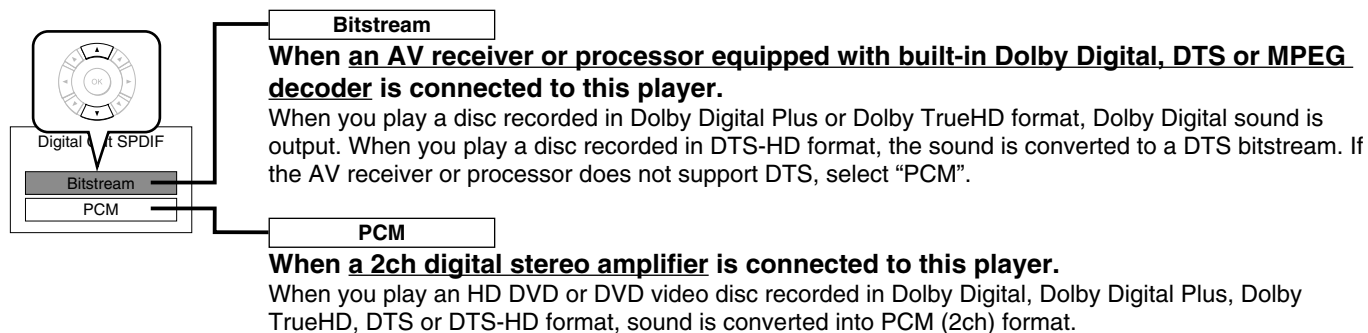 Bitstream
When an AV receiver or processor equipped with built-in Dolby Digital, DTS or MPEG
decoder is connected to this player.
When you play a disc recorded in Dolby Digital Plus or Dolby TrueHD format, Dolby Digital sound is
output. When you play a disc recorded in DTS-HD format, the sound is converted to a DTS bitstream. If
the AV receiver or processor does not support DTS, select “PCM”.
OK
Digital SPDIF
Bitstream
PCM
PCM
When a 2ch digital stereo amplifier is connected to this player.
When you play an HD DVD or DVD video disc recorded in Dolby Digital, Dolby Digital Plus, Dolby
TrueHD, DTS or DTS-HD format, sound is converted into PCM (2ch) format.